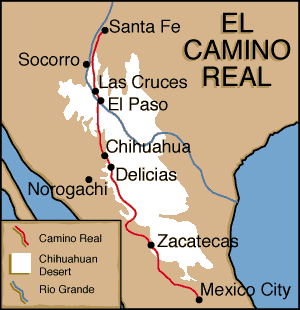 EL
CAMINO
REAL
Santa Fe
Socorro
Las Cruces
El Paso
Chihuahua
Delicias
Norogachi
Zacatecas
Mexico City
Camino Real
Chihuahuan
Desert
Rio Grande